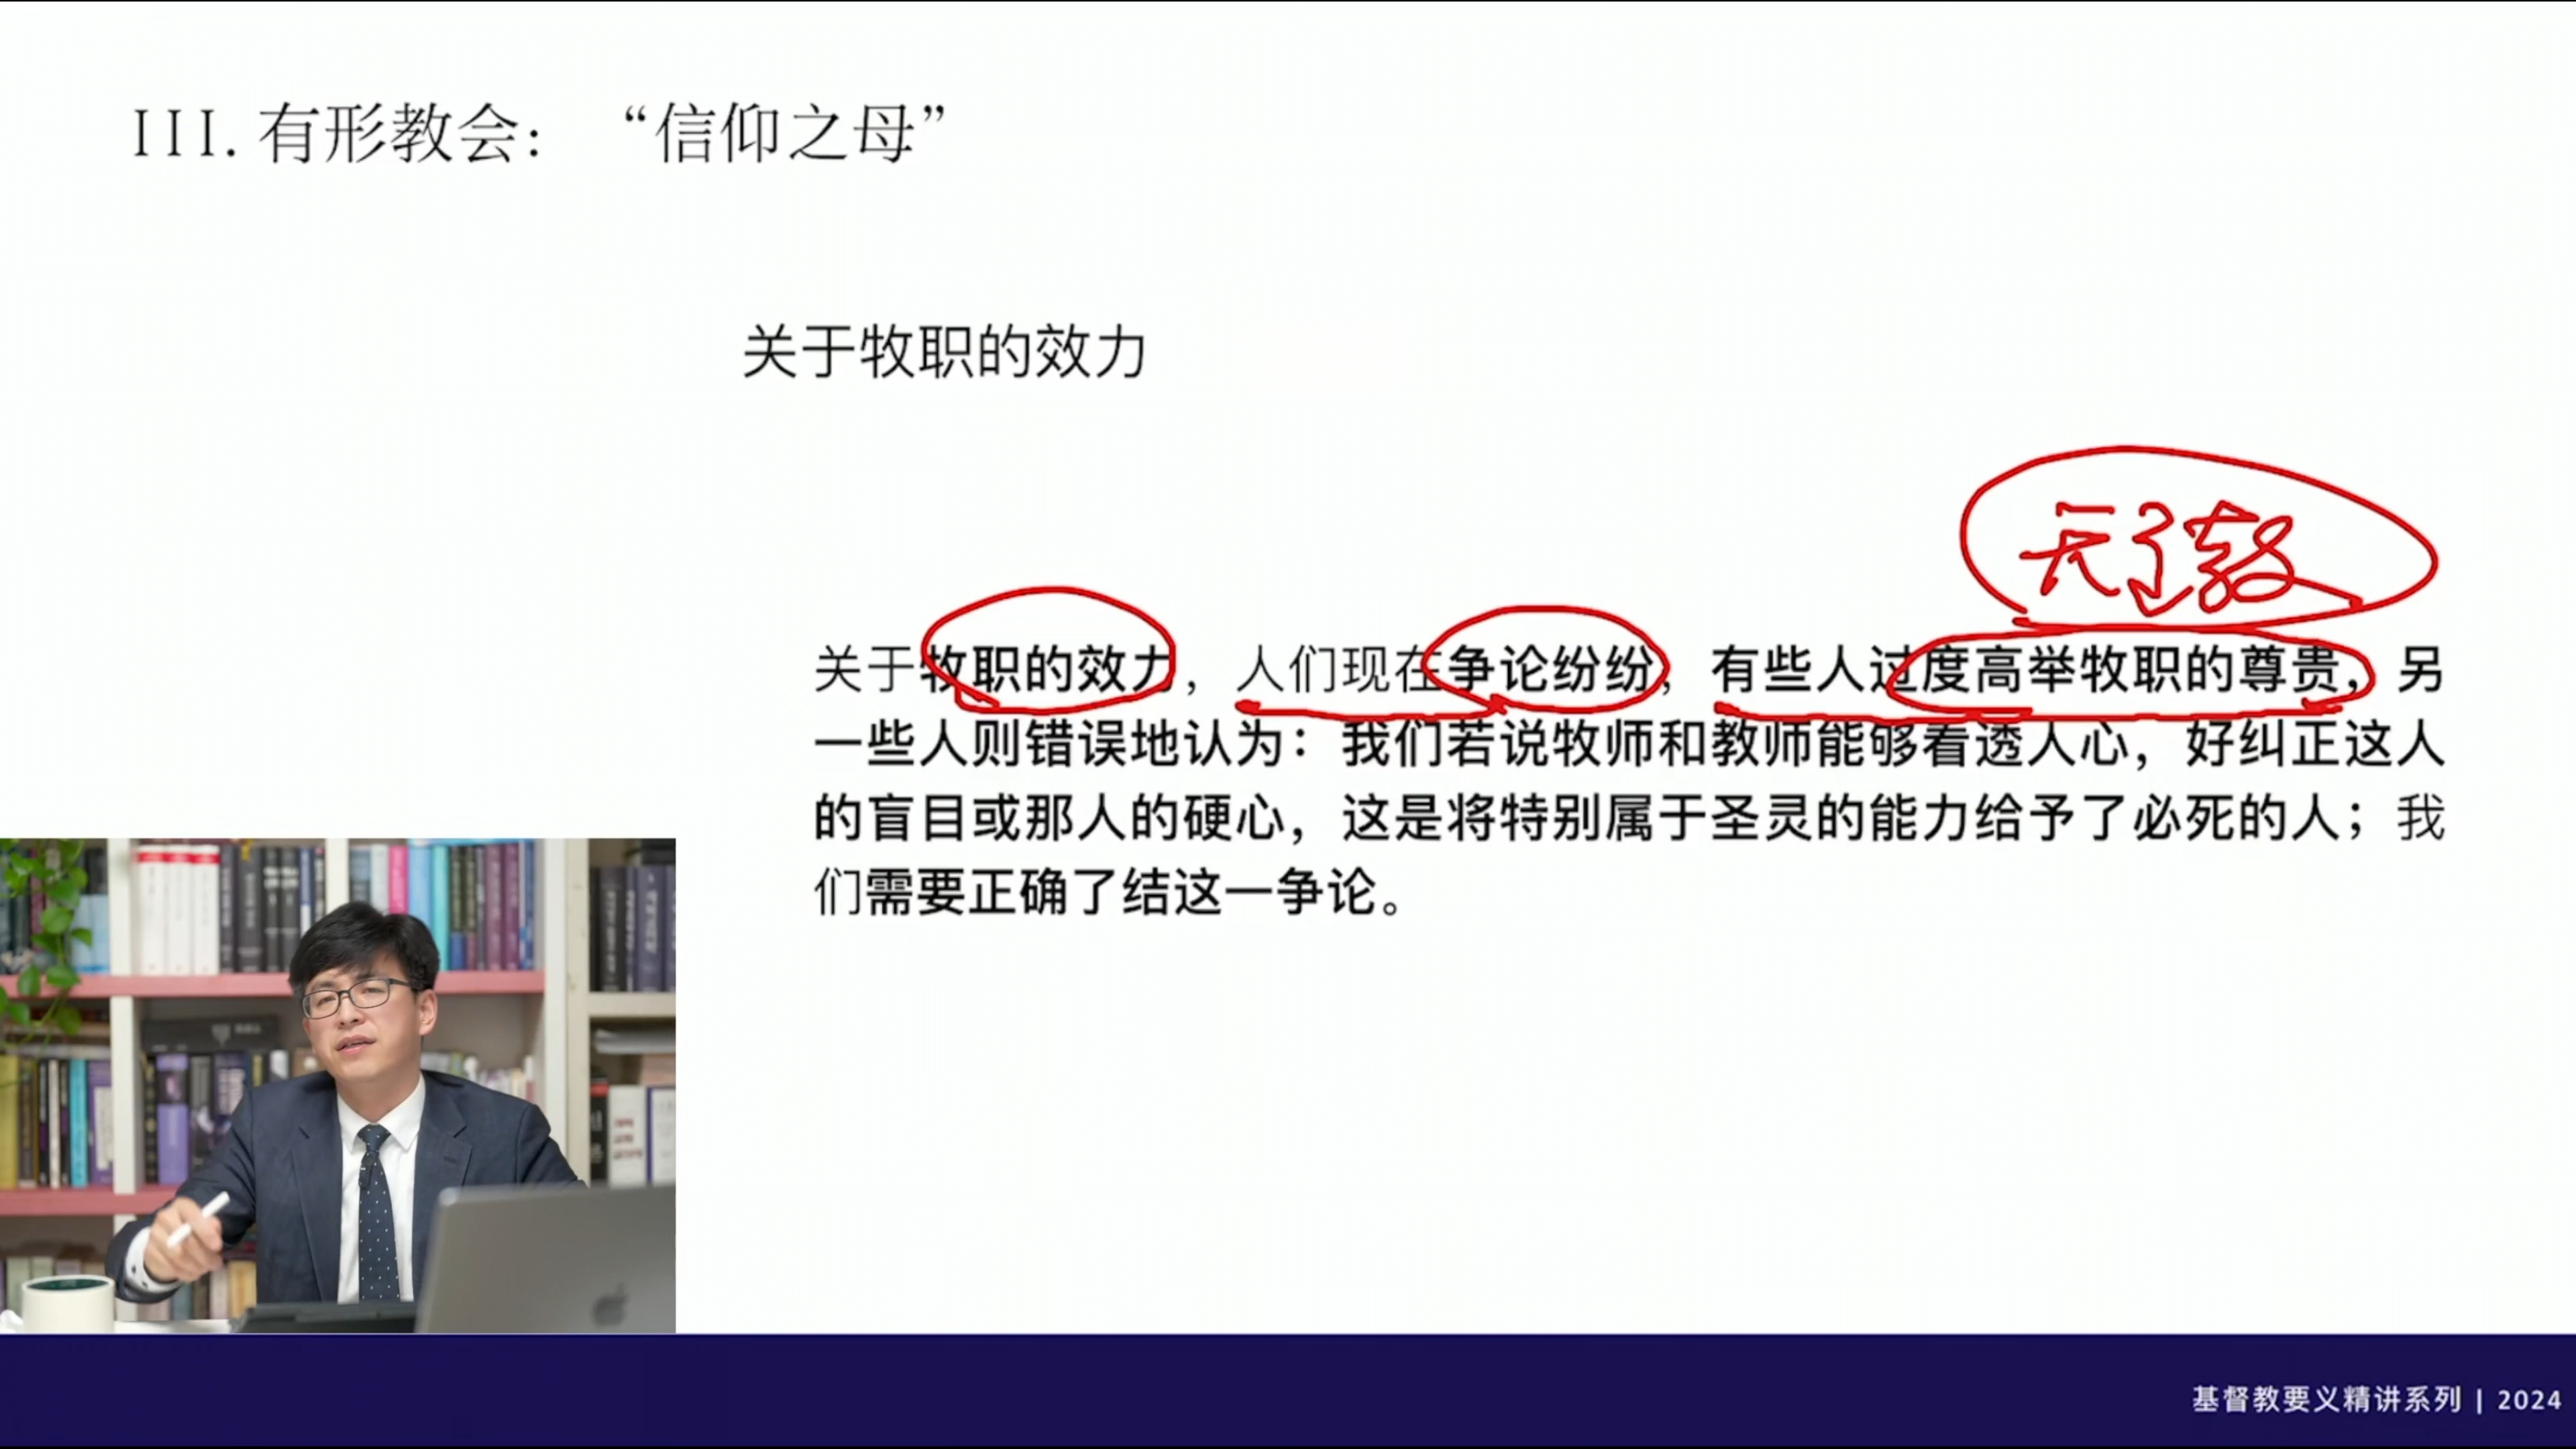 III. 有形教会：“信仰之母”
关于牧职的效力
关于牧职的效力，人们现在争论纷纷，有些人过度高举牧职的尊贵，另
一些人则错误地认为：我们若说牧师和教师能够看透人心，好纠正这人
的盲目或那人的硬心，这是将特别属于圣灵的能力给予了必死的人；我
们需要正确了结这一争论。
基督教要义精讲系列 | 2024